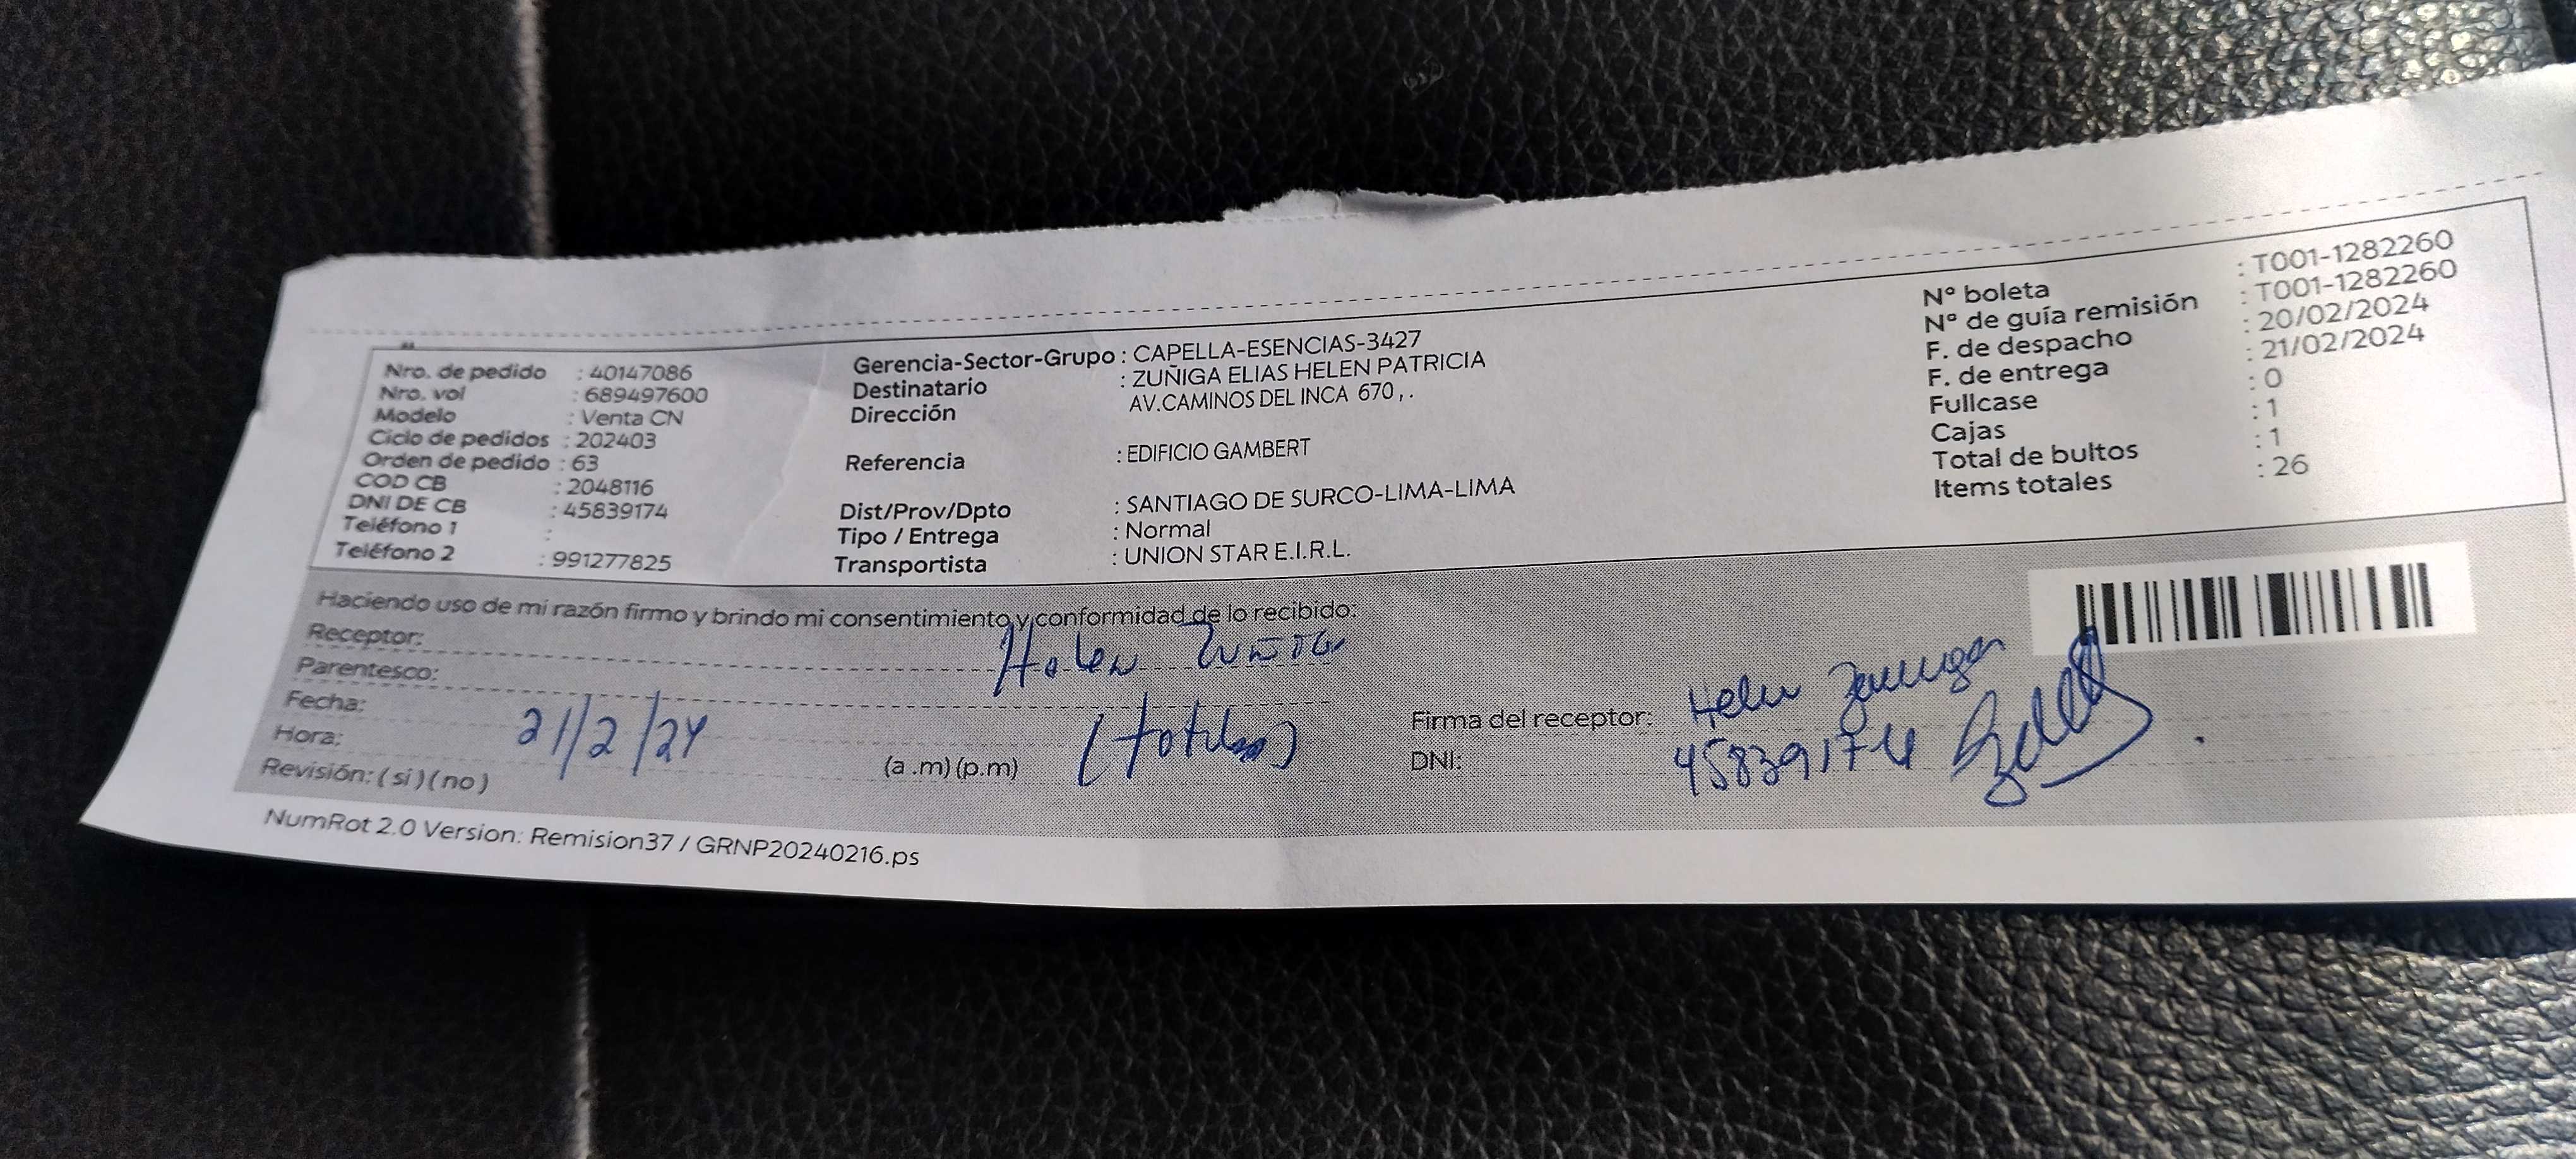 Nro. de pedido : 40147086
Nro. vol : 689497600
Modelo : Venta CN
Ciclo de pedidos : 202403
Orden de pedido : 63
COD CB : 2048116
DNI DE CB : 45839174
Teléfono 1 :
Teléfono 2 : 991277825
Gerencia-Sector-Grupo : CAPELLA-ESENCIAS-3427
Destinatario : ZUÑIGA ELIAS HELEN PATRICIA
Dirección AV.CAMINOS DEL INCA 670 , .
Referencia : EDIFICIO GAMBERT
Dist/Prov/Dpto : SANTIAGO DE SURCO-LIMA-LIMA
Tipo / Entrega : Normal
Transportista : UNION STAR E.I.R.L.
Nº boleta : T001-1282260
Nº de guía remisión : T001-1282260
F. de despacho : 20/02/2024
F. de entrega : 21/02/2024
Fullcase : 0
Cajas : 1
Total de bultos : 1
Items totales : 26
Haciendo uso de mi razón firmo y brindo mi consentimiento y conformidad de lo recibido:
Receptor: Helen Zuñiga
Parentesco:
Fecha: 21/2/24
Hora: (a .m) (p.m)
Revisión: ( si ) ( no )
Firma del receptor: Helen Zuñiga
DNI: 45839174
NumRot 2.0 Version: Remision37 / GRNP20240216.ps